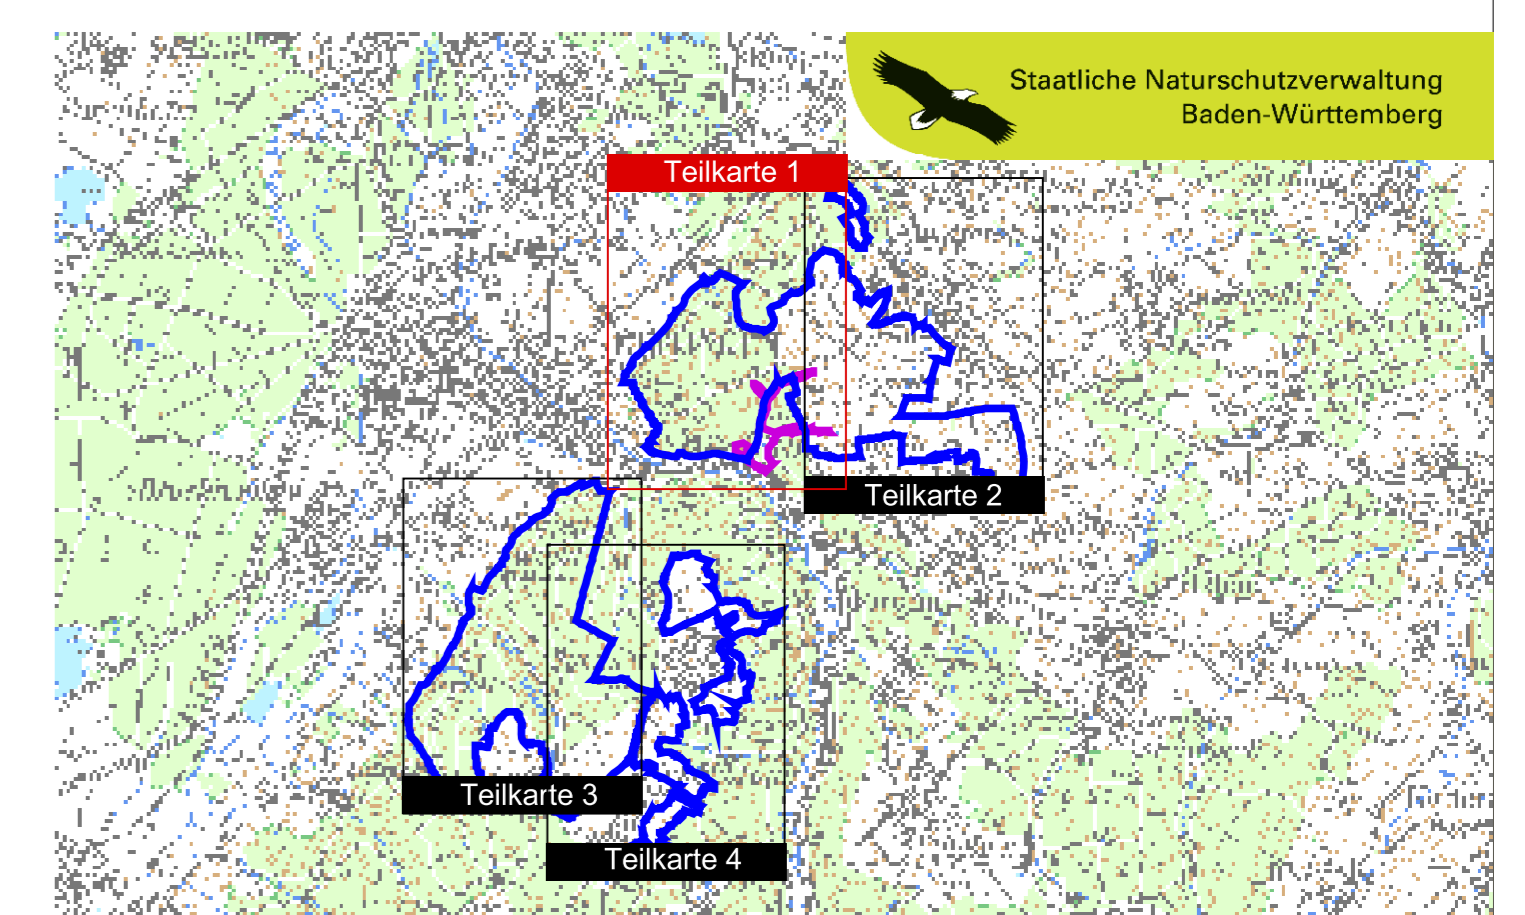 Staatliche Naturschutzverwaltung
Baden-Württemberg
Teilkarte 1
Teilkarte 2
Teilkarte 3
Teilkarte 4